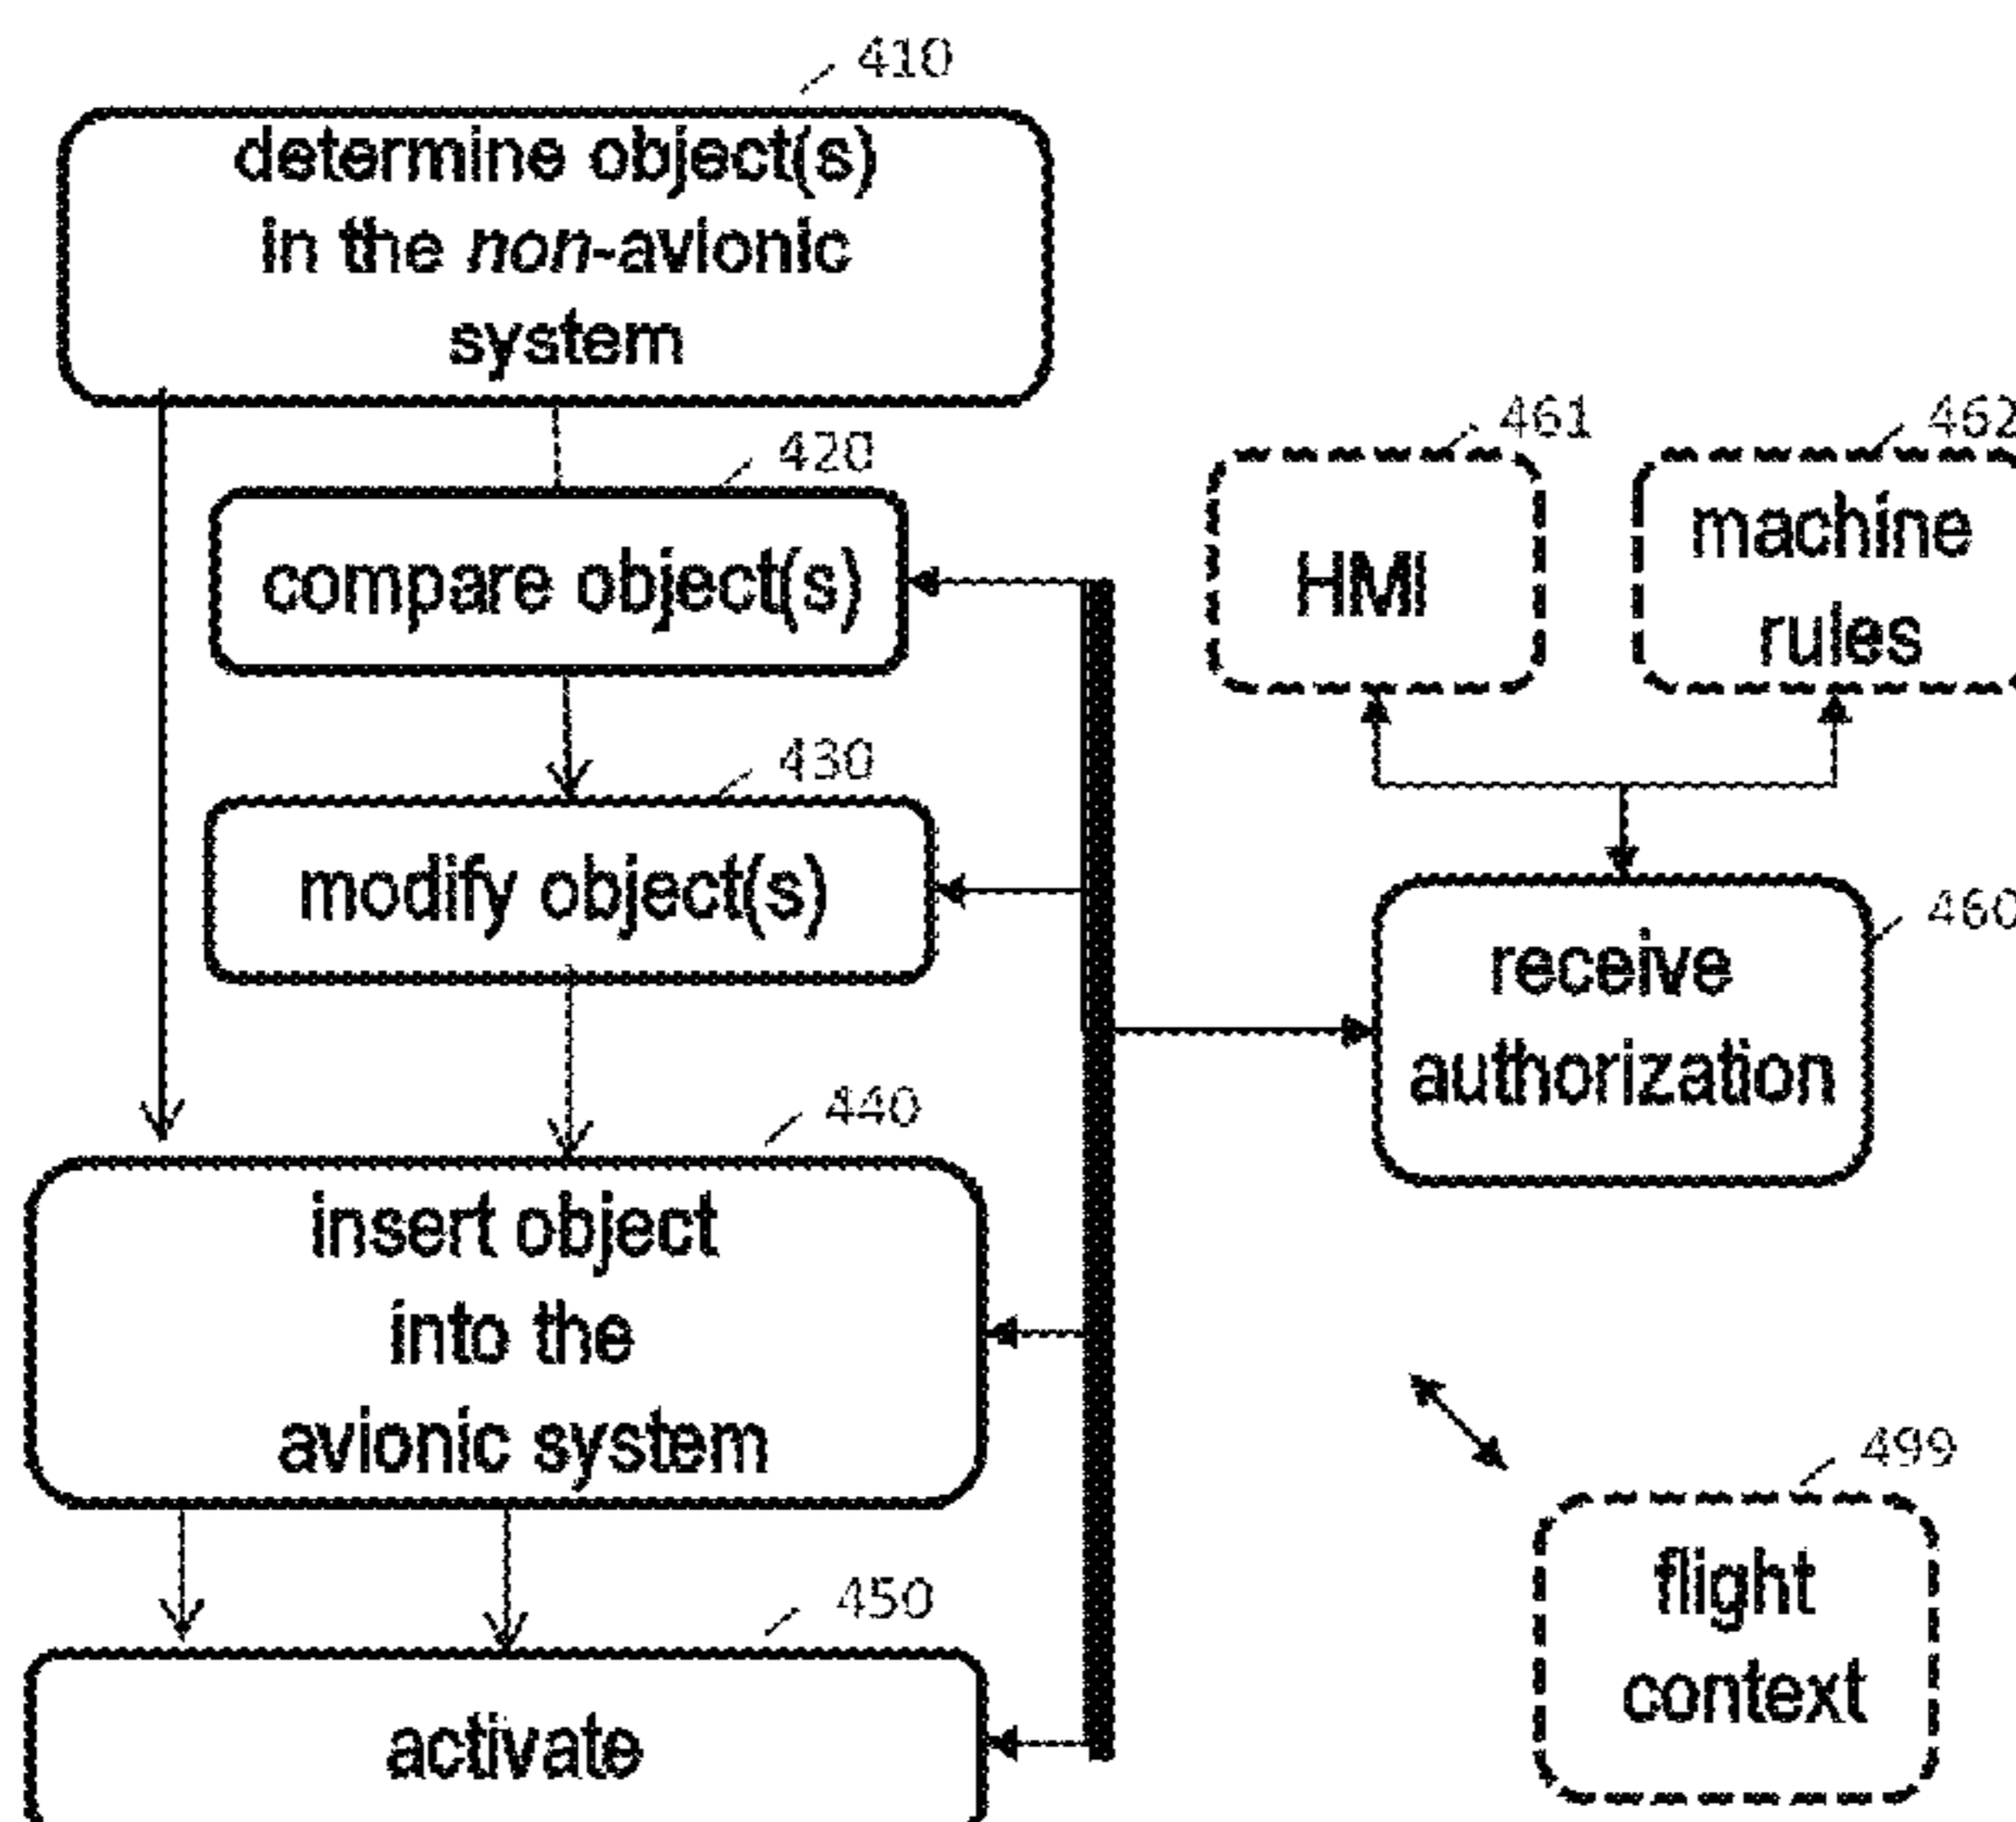 410
determine object(s)
in the non-avionic
system
420
compare object(s)
430
modify object(s)
440
insert object
into the
avionic system
450
activate
461
HMI
462
machine
rules
460
receive
authorization
499
flight
context